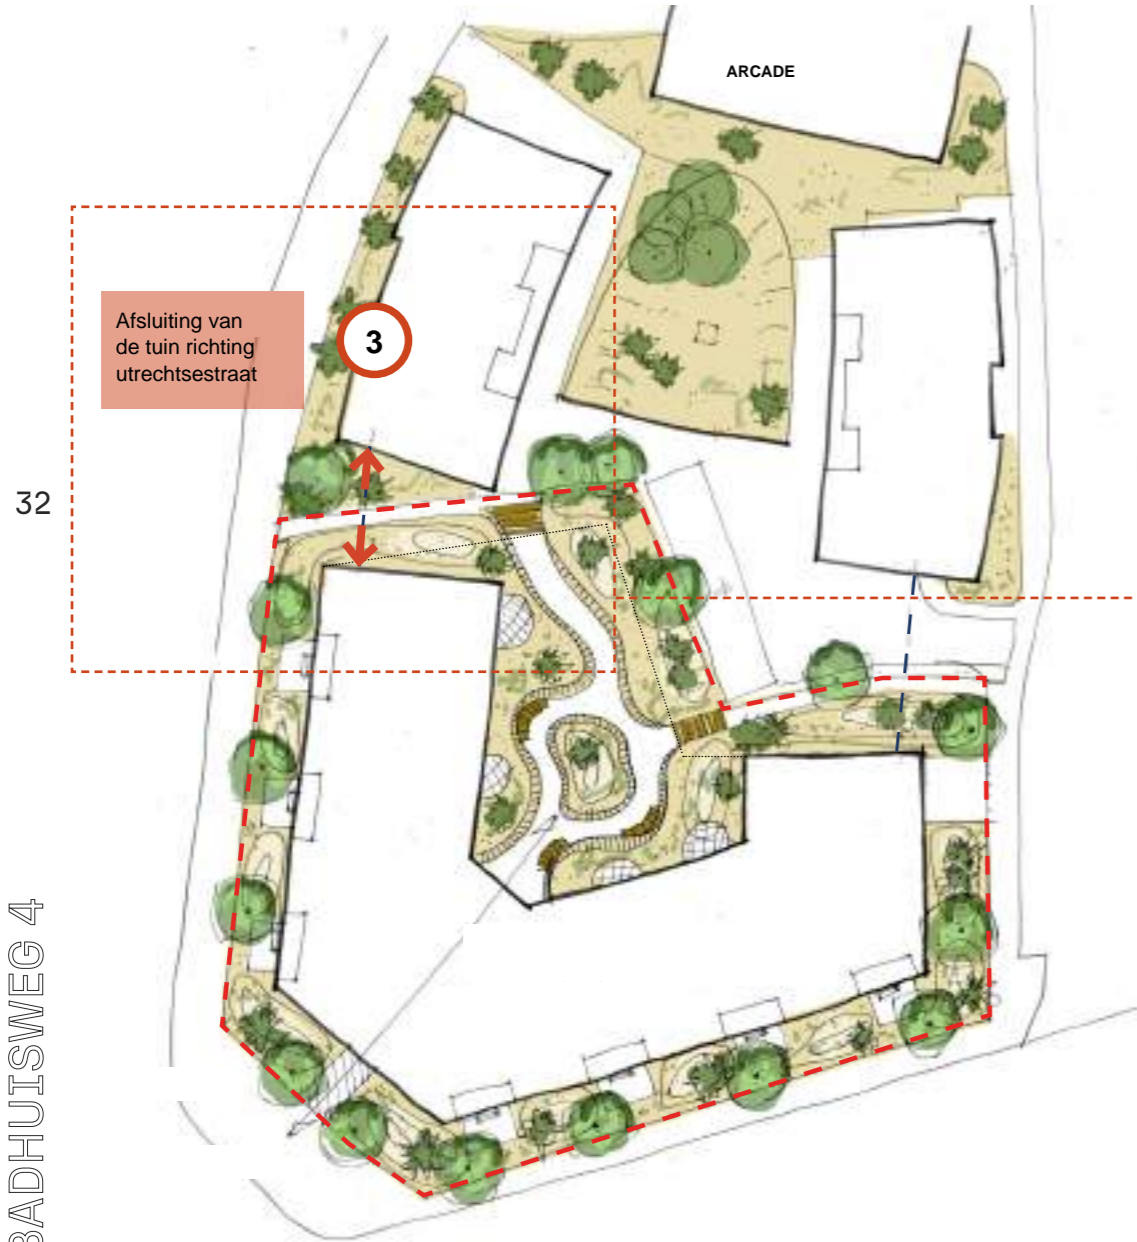 ARCADE
Afsluiting van
de tuin richting
utrechtsestraat
3
32
BADHUISWEG 4